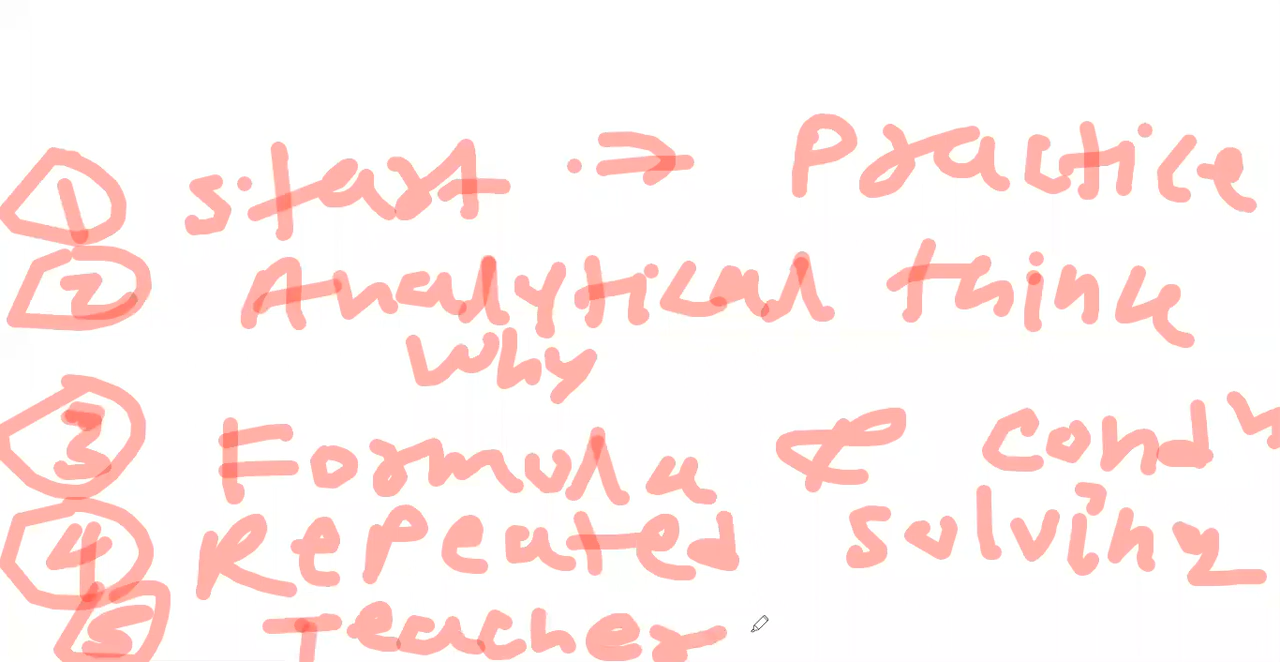 1 start ⇒ Practice
2 Analytical think
why
3 Formula & condn
4 Repeated solving
5 Teacher